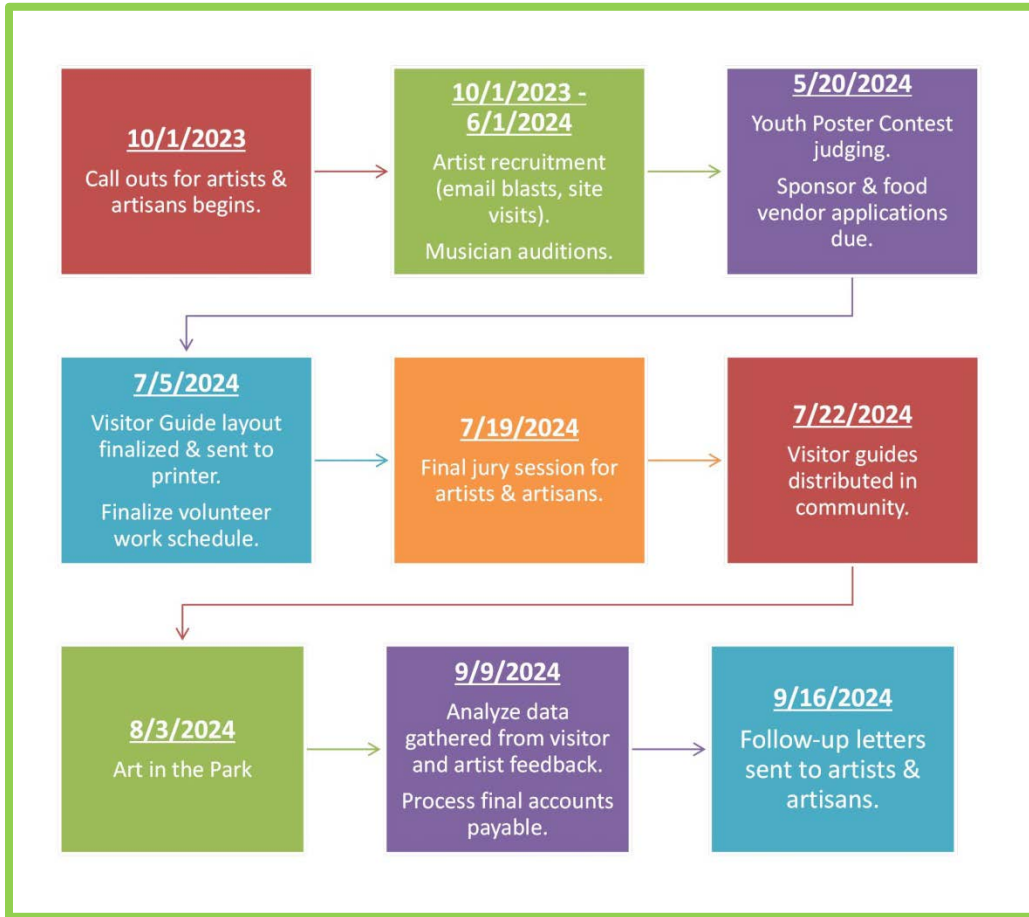 10/1/2023
Call outs for artists &
artisans begins.
10/1/2023 -
6/1/2024
Artist recruitment
(email blasts, site
visits).
Musician auditions.
5/20/2024
Youth Poster Contest
judging.
Sponsor & food
vendor applications
due.
7/5/2024
Visitor Guide layout
finalized & sent to
printer.
Finalize volunteer
work schedule.
7/19/2024
Final jury session for
artists & artisans.
7/22/2024
Visitor guides
distributed in
community.
8/3/2024
Art in the Park
9/9/2024
Analyze data
gathered from visitor
and artist feedback.
Process final accounts
payable.
9/16/2024
Follow-up letters
sent to artists &
artisans.